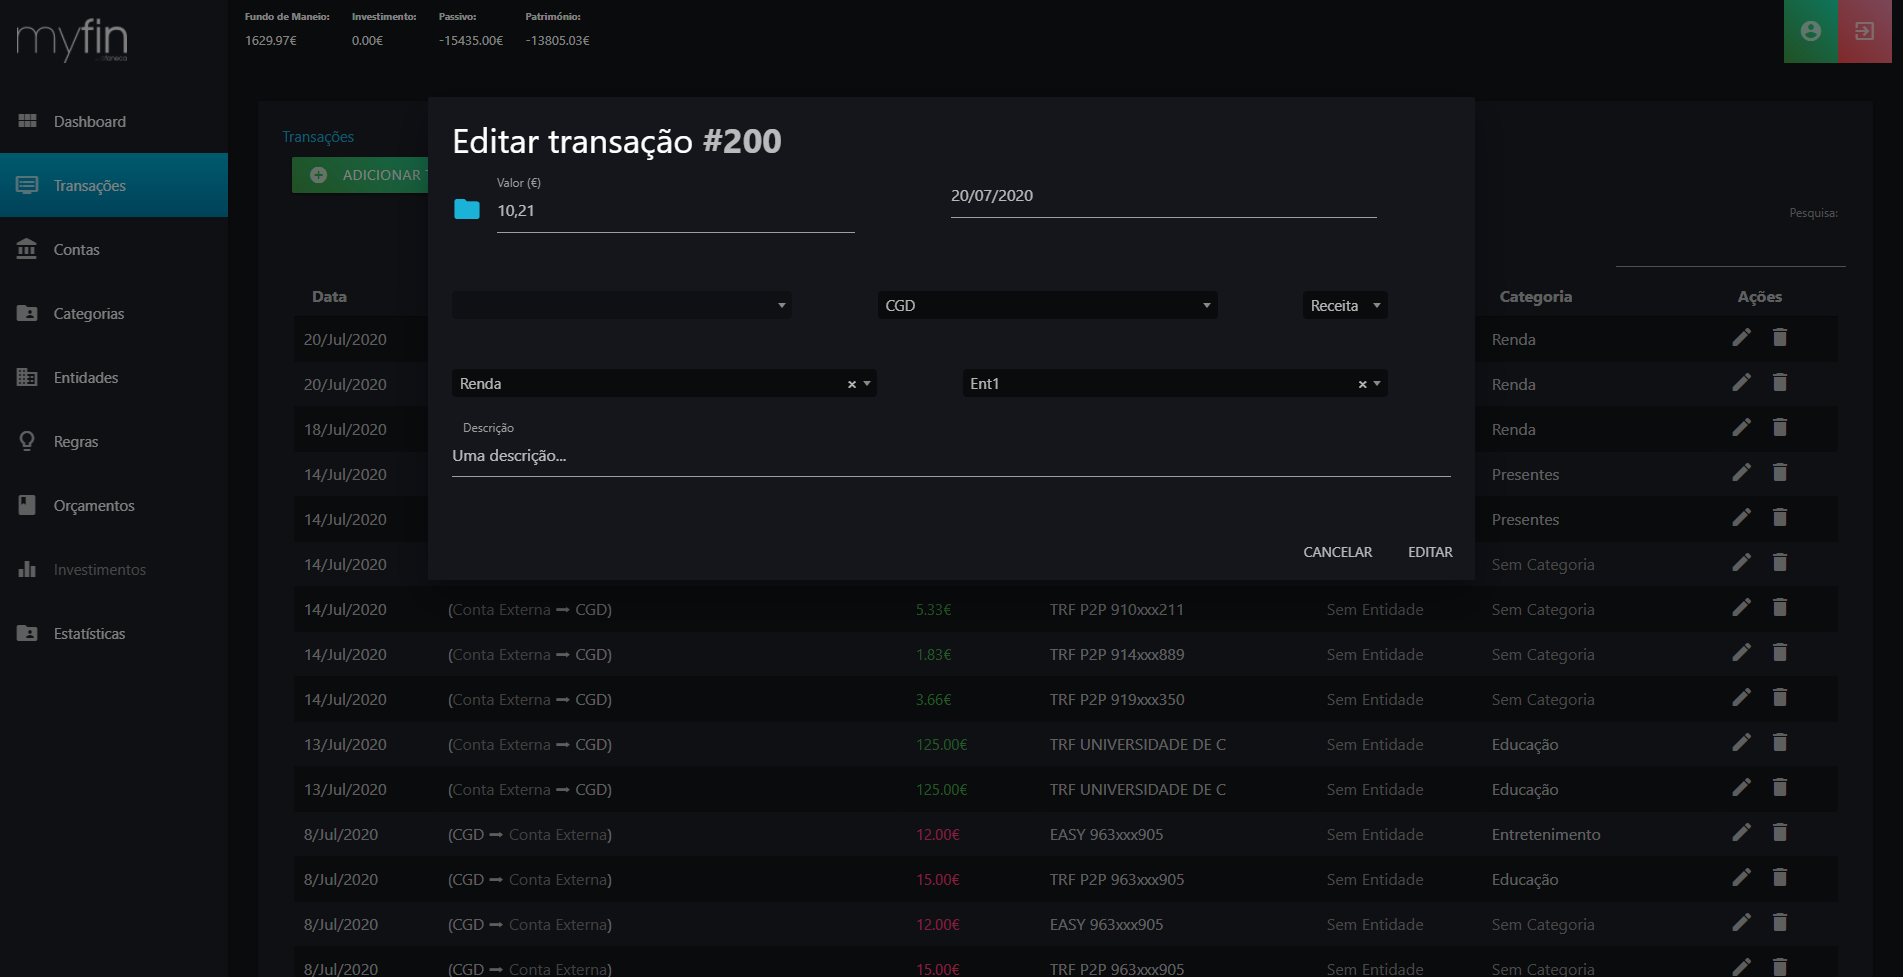 myfin
Fundo de Maneio: Investimento: Passivo: Património:
1629.97€ 0.00€ -15435.00€ -13805.03€
Dashboard
Transações
Contas
Categorias
Entidades
Regras
Orçamentos
Investimentos
Estatísticas
Transações
ADICIONAR
Pesquisa:
Editar transação #200
Valor (€)
10,21
20/07/2020
CGD
Receita
Renda × Ent1 ×
Descrição
Uma descrição...
CANCELAR EDITAR
Data Categoria Ações
20/Jul/2020 Renda
20/Jul/2020 Renda
18/Jul/2020 Renda
14/Jul/2020 Presentes
14/Jul/2020 Presentes
14/Jul/2020 Sem Categoria
14/Jul/2020 (Conta Externa ➡ CGD) 5.33€ TRF P2P 910xxx211 Sem Entidade Sem Categoria
14/Jul/2020 (Conta Externa ➡ CGD) 1.83€ TRF P2P 914xxx889 Sem Entidade Sem Categoria
14/Jul/2020 (Conta Externa ➡ CGD) 3.66€ TRF P2P 919xxx350 Sem Entidade Sem Categoria
13/Jul/2020 (Conta Externa ➡ CGD) 125.00€ TRF UNIVERSIDADE DE C Sem Entidade Educação
13/Jul/2020 (Conta Externa ➡ CGD) 125.00€ TRF UNIVERSIDADE DE C Sem Entidade Educação
8/Jul/2020 (CGD ➡ Conta Externa) 12.00€ EASY 963xxx905 Sem Entidade Entretenimento
8/Jul/2020 (CGD ➡ Conta Externa) 15.00€ TRF P2P 963xxx905 Sem Entidade Educação
8/Jul/2020 (CGD ➡ Conta Externa) 12.00€ EASY 963xxx905 Sem Entidade Sem Categoria
8/Jul/2020 (CGD ➡ Conta Externa) 15.00€ TRF P2P 963xxx905 Sem Entidade Sem Categoria